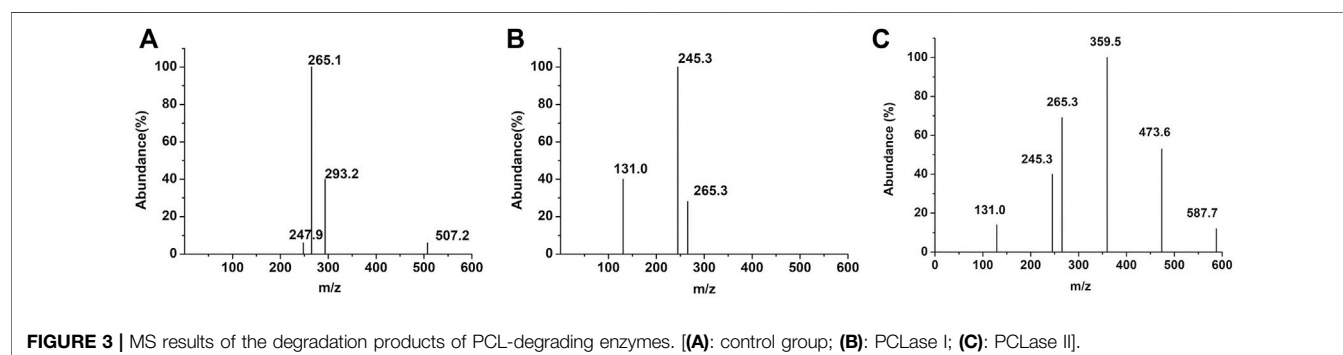 A
B
C
265.1
293.2
247.9
507.2
100
80
60
40
20
0
Abundance(%)
100 200 300 400 500 600
m/z
245.3
131.0
265.3
100
80
60
40
20
0
Abundance(%)
100 200 300 400 500 600
m/z
359.5
265.3
473.6
245.3
131.0
587.7
100
80
60
40
20
0
Abundance (%)
0 100 200 300 400 500 600
m/z
FIGURE 3 | MS results of the degradation products of PCL-degrading enzymes. [(A): control group; (B): PCLase I; (C): PCLase II].